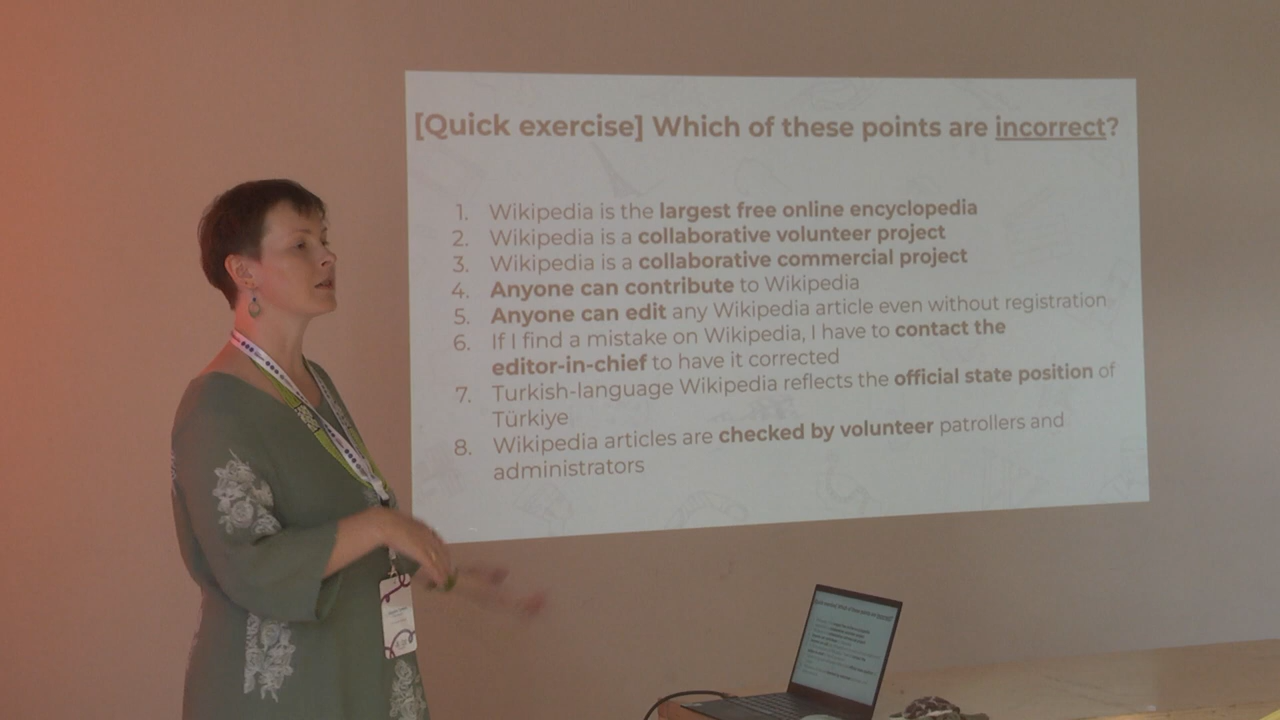 [Quick exercise] Which of these points are incorrect?
1. Wikipedia is the largest free online encyclopedia
2. Wikipedia is a collaborative volunteer project
3. Wikipedia is a collaborative commercial project
4. Anyone can contribute to Wikipedia
5. Anyone can edit any Wikipedia article even without registration
6. If I find a mistake on Wikipedia, I have to contact the
editor-in-chief to have it corrected
7. Turkish-language Wikipedia reflects the official state position of
Türkiye
8. Wikipedia articles are checked by volunteer patrollers and
administrators